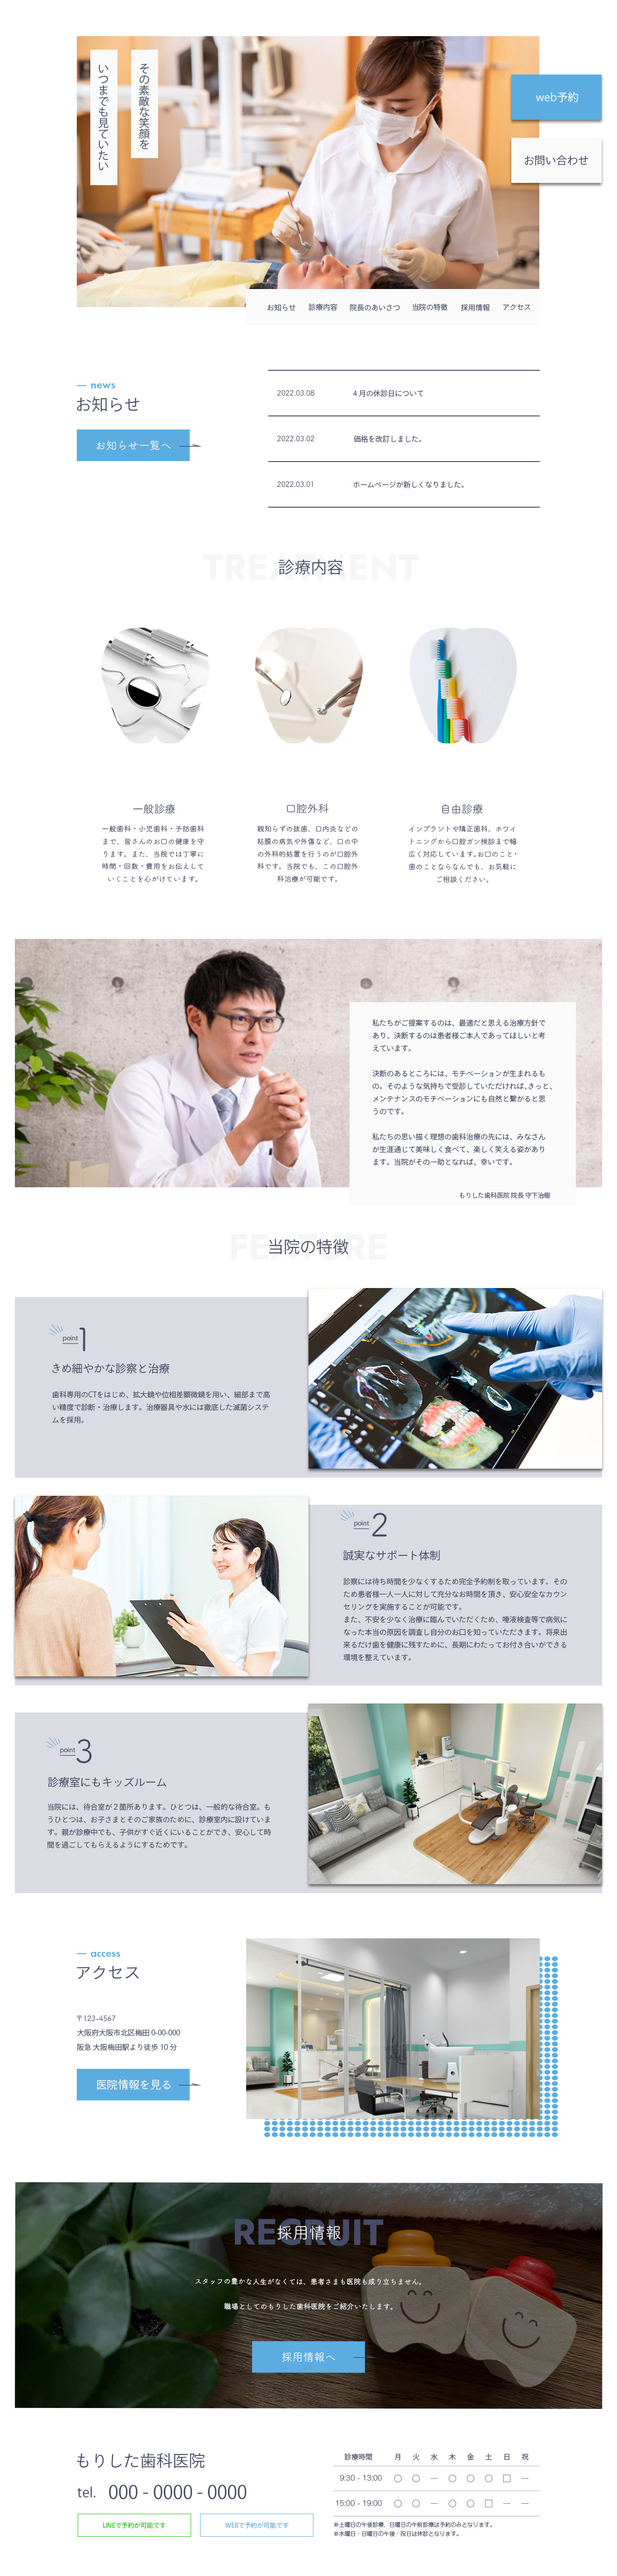 その素敵な笑顔を
いつまでも見ていたい
web予約
お問い合わせ
お知らせ 診療内容 院長のあいさつ 当院の特徴 採用情報 アクセス
news
お知らせ
お知らせ一覧へ
2022.03.08 ４月の休診日について
2022.03.02 価格を改訂しました。
2022.03.01 ホームページが新しくなりました。
TREATMENT
診療内容
一般診療
一般歯科・小児歯科・予防歯科
まで、皆さんのお口の健康を守
ります。また、当院では丁寧に
時間・回数・費用をお伝えして
いくことを心がけています。
口腔外科
親知らずの抜歯、口内炎などの
粘膜の病気や外傷など、口の中
の外科的処置を行うのが口腔外
科です。当院でも、この口腔外
科治療が可能です。
自由診療
インプラントや矯正歯科、ホワイ
トニングから口腔ガン検診まで幅
広く対応しています｡お口のこと・
歯のことならなんでも、お気軽に
ご相談ください。
私たちがご提案するのは、最適だと思える治療方針で
あり、決断するのは患者様ご本人であってほしいと考
えています。
決断のあるところには、モチベーションが生まれるも
の。そのような気持ちで受診していただければ､きっと、
メンテナンスのモチベーションにも自然と繋がると思
うのです。
私たちの思い描く理想の歯科治療の先には、みなさん
が生涯通じて美味しく食べて、楽しく笑える姿があり
ます。当院がその一助となれば、幸いです。
もりした歯科医院 院長 守下治樹
FEATURE
当院の特徴
point 1
きめ細やかな診察と治療
歯科専用のCTをはじめ、拡大鏡や位相差顕微鏡を用い、細部まで高
い精度で診断・治療します。治療器具や水には徹底した滅菌システ
ムを採用。
point 2
誠実なサポート体制
診察には待ち時間を少なくするため完全予約制を取っています。その
ため患者様一人一人に対して充分なお時間を頂き、安心安全なカウン
セリングを実施することが可能です。
また、不安を少なく治療に臨んでいただくため、唾液検査等で病気に
なった本当の原因を調査し自分のお口を知っていただきます。将来出
来るだけ歯を健康に残すために、長期にわたってお付き合いができる
環境を整えています。
point 3
診療室にもキッズルーム
当院には、待合室が２箇所あります。ひとつは、一般的な待合室。も
うひとつは、お子さまとそのご家族のために、診療室内に設けていま
す。親が診療中でも、子供がすぐ近くにいることができ、安心して時
間を過ごしてもらえるようにするためです。
access
アクセス
〒123-4567
大阪府大阪市北区梅田 0-00-000
阪急 大阪梅田駅より徒歩 10 分
医院情報を見る
RECRUIT
採用情報
スタッフの豊かな人生がなくては、患者さまも医院も成り立ちません。
職場としてのもりした歯科医院をご紹介いたします。
採用情報へ
もりした歯科医院
tel. 000 - 0000 - 0000
LINEで予約が可能です
WEBで予約が可能です
診療時間 月 火 水 木 金 土 日 祝
9:30 - 13:00 ○ ○ ― ○ ○ ○ □ ―
15:00 - 19:00 ○ ○ ― ○ ○ □ ― ―
※土曜日の午後診療、日曜日の午前診療は予約のみとなります。
※水曜日・日曜日の午後・祝日は休診となります。